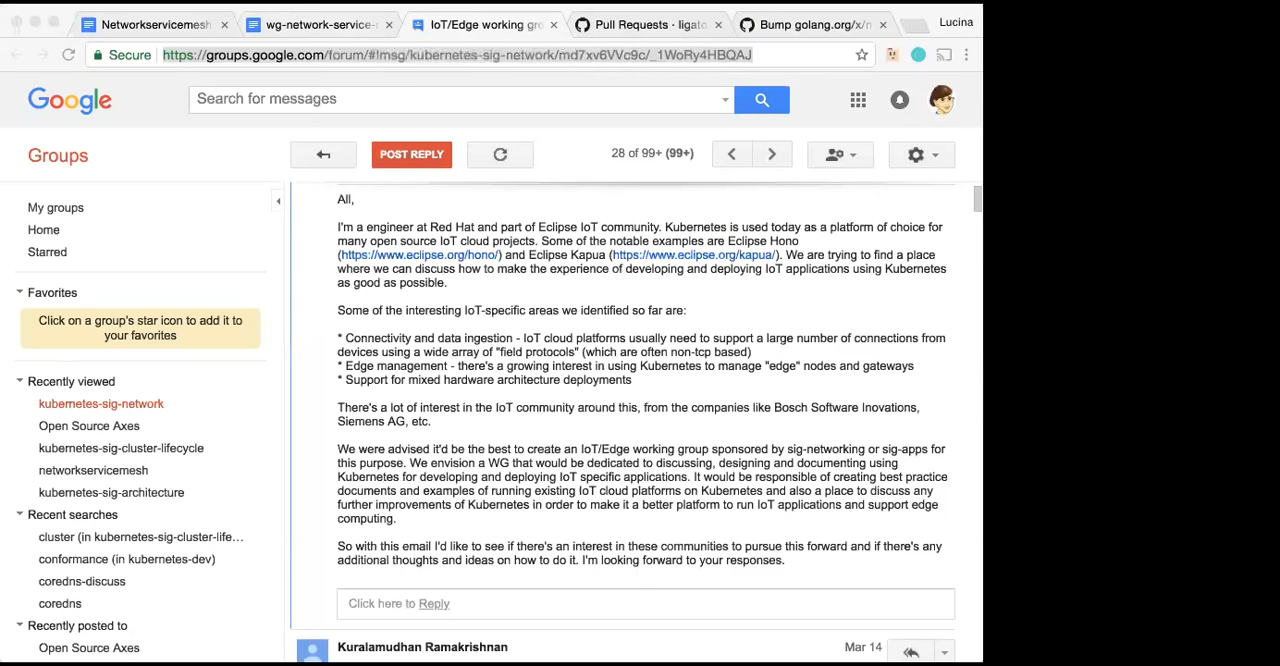 Networkservicemesh
wg-network-service-
IoT/Edge working gro
Pull Requests · ligato
Bump golang.org/x/n
Lucina
Secure
https://groups.google.com/forum/#!msg/kubernetes-sig-network/md7xv6VVc9c/_1WoRy4HBQAJ
Google
Search for messages
Groups
POST REPLY
28 of 99+ (99+)
My groups
Home
Starred
Favorites
Click on a group's star icon to add it to
your favorites
Recently viewed
kubernetes-sig-network
Open Source Axes
kubernetes-sig-cluster-lifecycle
networkservicemesh
kubernetes-sig-architecture
Recent searches
cluster (in kubernetes-sig-cluster-life...
conformance (in kubernetes-dev)
coredns-discuss
coredns
Recently posted to
Open Source Axes
All,
I'm a engineer at Red Hat and part of Eclipse IoT community. Kubernetes is used today as a platform of choice for
many open source IoT cloud projects. Some of the notable examples are Eclipse Hono
(https://www.eclipse.org/hono/) and Eclipse Kapua (https://www.eclipse.org/kapua/). We are trying to find a place
where we can discuss how to make the experience of developing and deploying IoT applications using Kubernetes
as good as possible.
Some of the interesting IoT-specific areas we identified so far are:
* Connectivity and data ingestion - IoT cloud platforms usually need to support a large number of connections from
devices using a wide array of "field protocols" (which are often non-tcp based)
* Edge management - there's a growing interest in using Kubernetes to manage "edge" nodes and gateways
* Support for mixed hardware architecture deployments
There's a lot of interest in the IoT community around this, from the companies like Bosch Software Inovations,
Siemens AG, etc.
We were advised it'd be the best to create an IoT/Edge working group sponsored by sig-networking or sig-apps for
this purpose. We envision a WG that would be dedicated to discussing, designing and documenting using
Kubernetes for developing and deploying IoT specific applications. It would be responsible of creating best practice
documents and examples of running existing IoT cloud platforms on Kubernetes and also a place to discuss any
further improvements of Kubernetes in order to make it a better platform to run IoT applications and support edge
computing.
So with this email I'd like to see if there's an interest in these communities to pursue this forward and if there's any
additional thoughts and ideas on how to do it. I'm looking forward to your responses.
Click here to Reply
Kuralamudhan Ramakrishnan
Mar 14